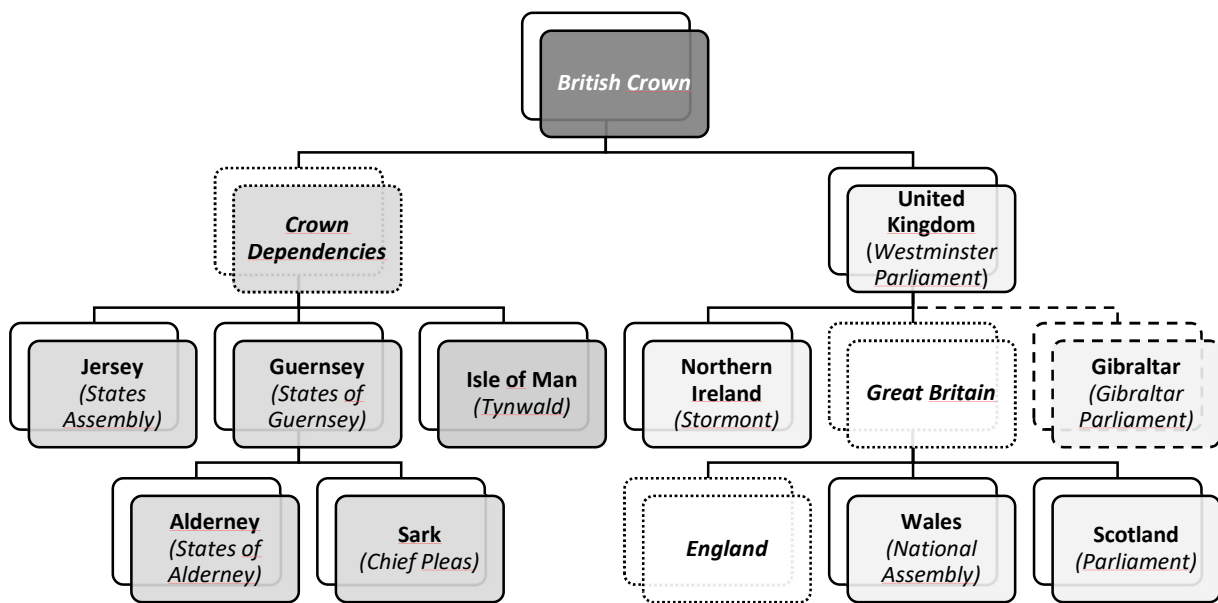 British Crown
Crown
Dependencies
United
Kingdom
(Westminster
Parliament)
Jersey
(States
Assembly)
Guernsey
(States of
Guernsey)
Isle of Man
(Tynwald)
Northern
Ireland
(Stormont)
Great Britain
Gibraltar
(Gibraltar
Parliament)
Alderney
(States of
Alderney)
Sark
(Chief Pleas)
England
Wales
(National
Assembly)
Scotland
(Parliament)